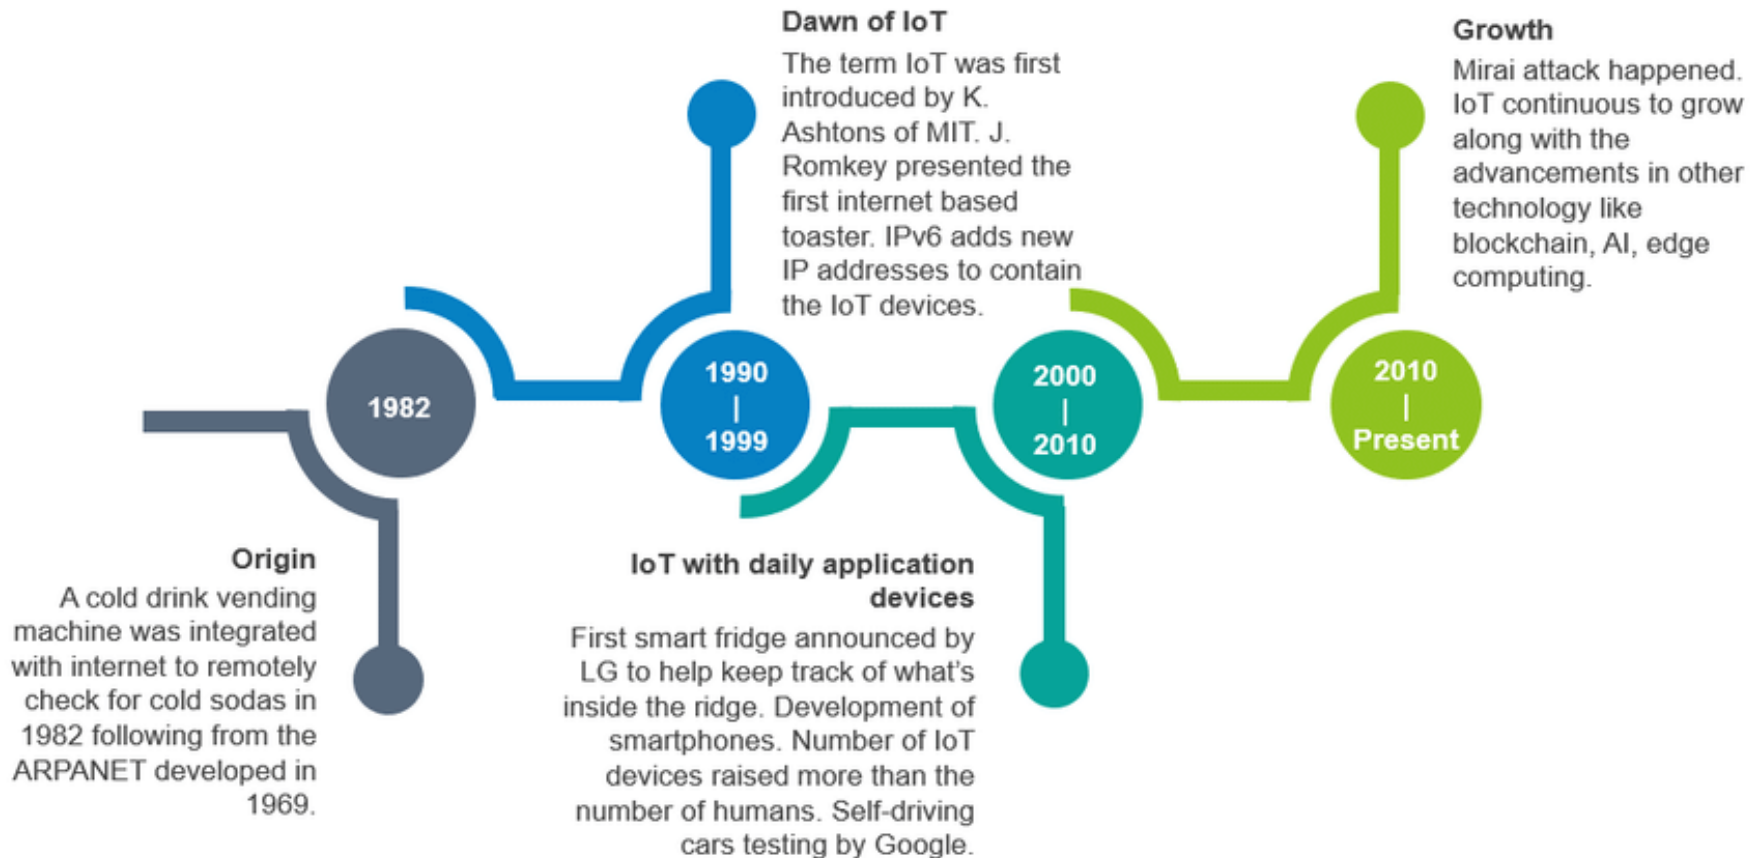 Origin
A cold drink vending
machine was integrated
with internet to remotely
check for cold sodas in
1982 following from the
ARPANET developed in
1969.
1982
Dawn of IoT
The term IoT was first
introduced by K.
Ashtons of MIT. J.
Romkey presented the
first internet based
toaster. IPv6 adds new
IP addresses to contain
the IoT devices.
1990
|
1999
IoT with daily application
devices
First smart fridge announced by
LG to help keep track of what's
inside the ridge. Development of
smartphones. Number of IoT
devices raised more than the
number of humans. Self-driving
cars testing by Google.
2000
|
2010
Growth
Mirai attack happened.
IoT continuous to grow
along with the
advancements in other
technology like
blockchain, AI, edge
computing.
2010
|
Present